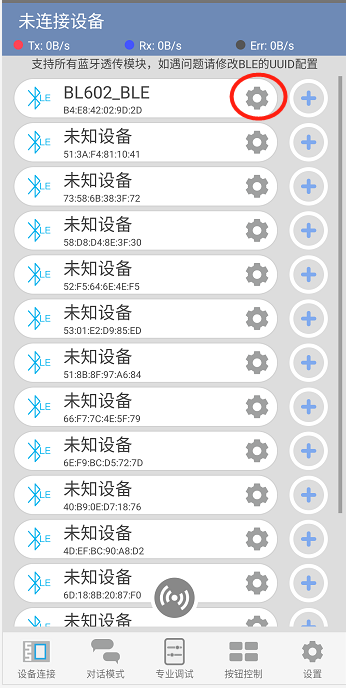 未连接设备
Tx: 0B/s Rx: 0B/s Err: 0B/s
支持所有蓝牙透传模块，如遇问题请修改BLE的UUID配置
LE BL602_BLE
B4:E8:42:02:9D:2D
LE 未知设备
51:3A:F4:81:10:41
LE 未知设备
73:58:6B:38:3F:72
LE 未知设备
58:D8:D4:8E:3F:30
LE 未知设备
52:F5:64:6E:4E:F5
LE 未知设备
53:01:E2:D9:85:ED
LE 未知设备
51:8B:8F:97:A6:84
LE 未知设备
66:F7:7C:4E:5F:79
LE 未知设备
6E:F9:BC:D5:72:7D
LE 未知设备
40:B9:0E:D7:18:76
LE 未知设备
4D:EF:BC:90:A8:D2
LE 未知设备
6D:18:8B:20:87:F0
LE 未知设备
设备连接 对话模式 专业调试 按钮控制 设置